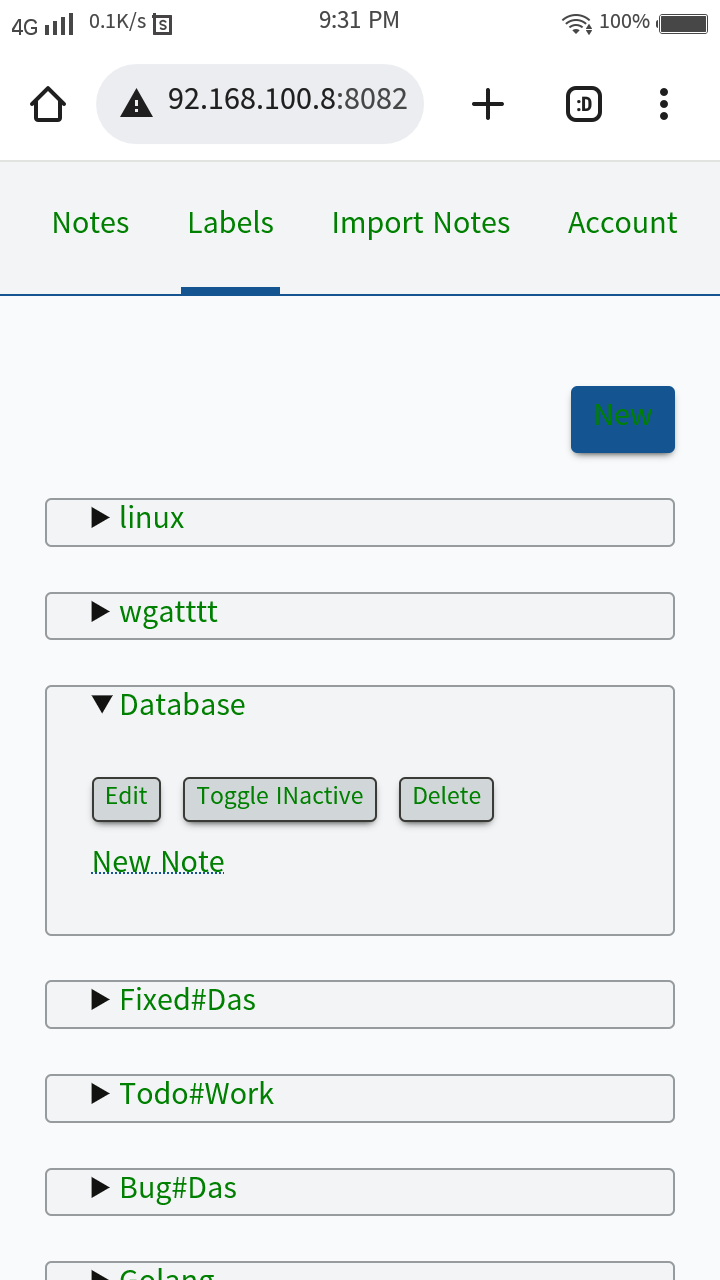 4G 0.1K/s S 9:31 PM 100%
92.168.100.8:8082 :D
Notes Labels Import Notes Account
New
linux
wgatttt
Database
Edit Toggle INactive Delete
New Note
Fixed#Das
Todo#Work
Bug#Das
Golang